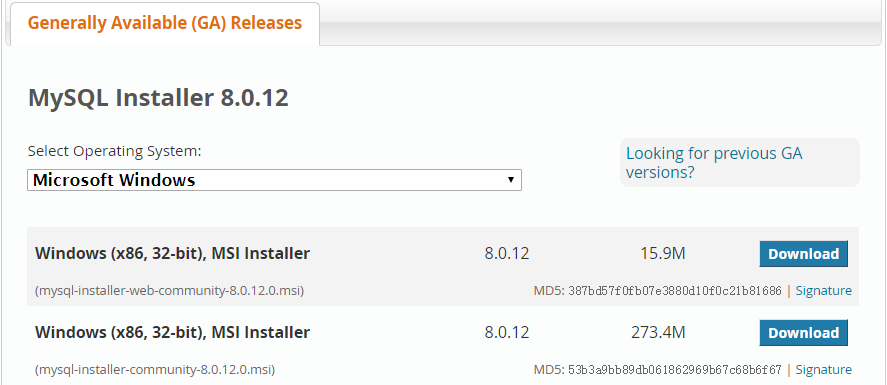 Generally Available (GA) Releases
MySQL Installer 8.0.12
Select Operating System:
Looking for previous GA
versions?
Microsoft Windows
Windows (x86, 32-bit), MSI Installer 8.0.12 15.9M Download
(mysql-installer-web-community-8.0.12.0.msi) MD5: 387bd57f0fb07e3880d10f0c21b81686 | Signature
Windows (x86, 32-bit), MSI Installer 8.0.12 273.4M Download
(mysql-installer-community-8.0.12.0.msi) MD5: 53b3a9bb89db061862969b67c68b6f67 | Signature